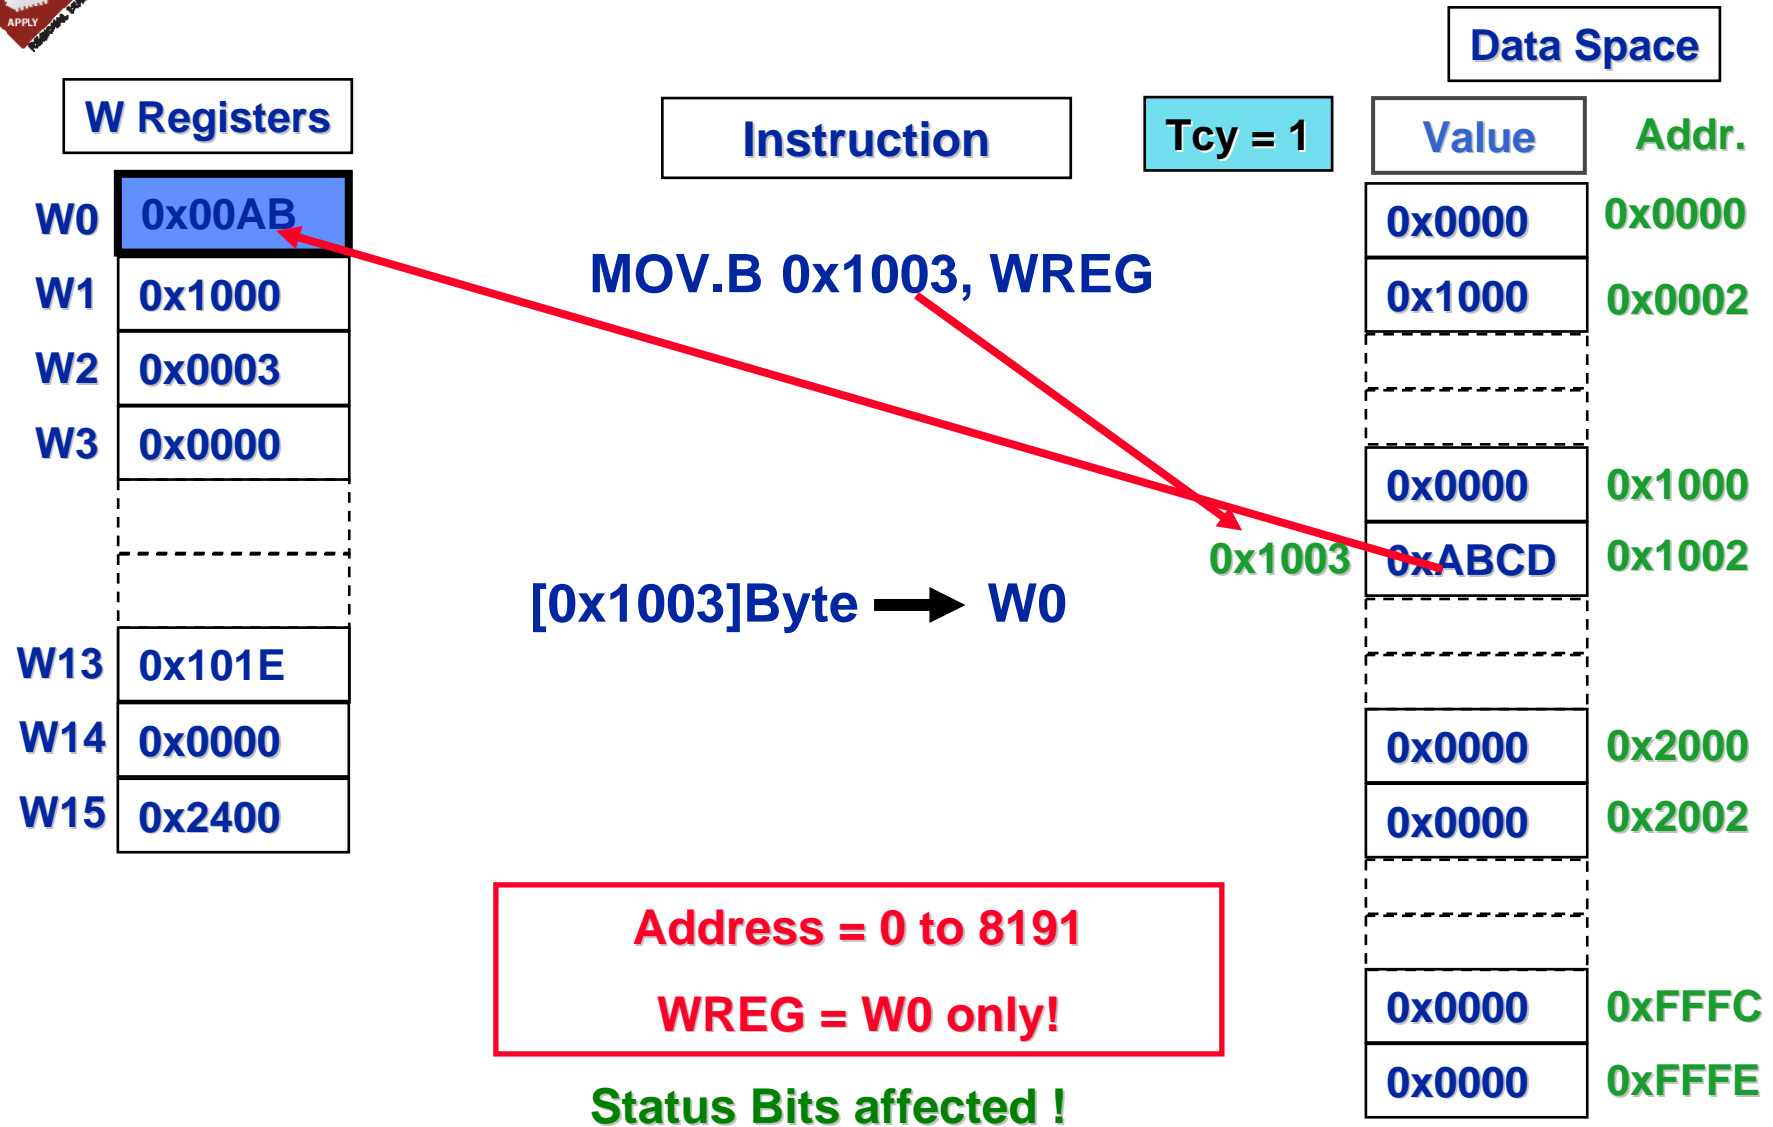 APPLY
Data Space
W Registers
Instruction
Tcy = 1
Value
Addr.
W0 0x00AB
W1 0x1000
W2 0x0003
W3 0x0000
W13 0x101E
W14 0x0000
W15 0x2400
MOV.B 0x1003, WREG
[0x1003]Byte W0
0x0000 0x0000
0x1000 0x0002
0x0000 0x1000
0x1003 0xABCD 0x1002
0x0000 0x2000
0x0000 0x2002
0x0000 0xFFFC
0x0000 0xFFFE
Address = 0 to 8191
WREG = W0 only!
Status Bits affected !